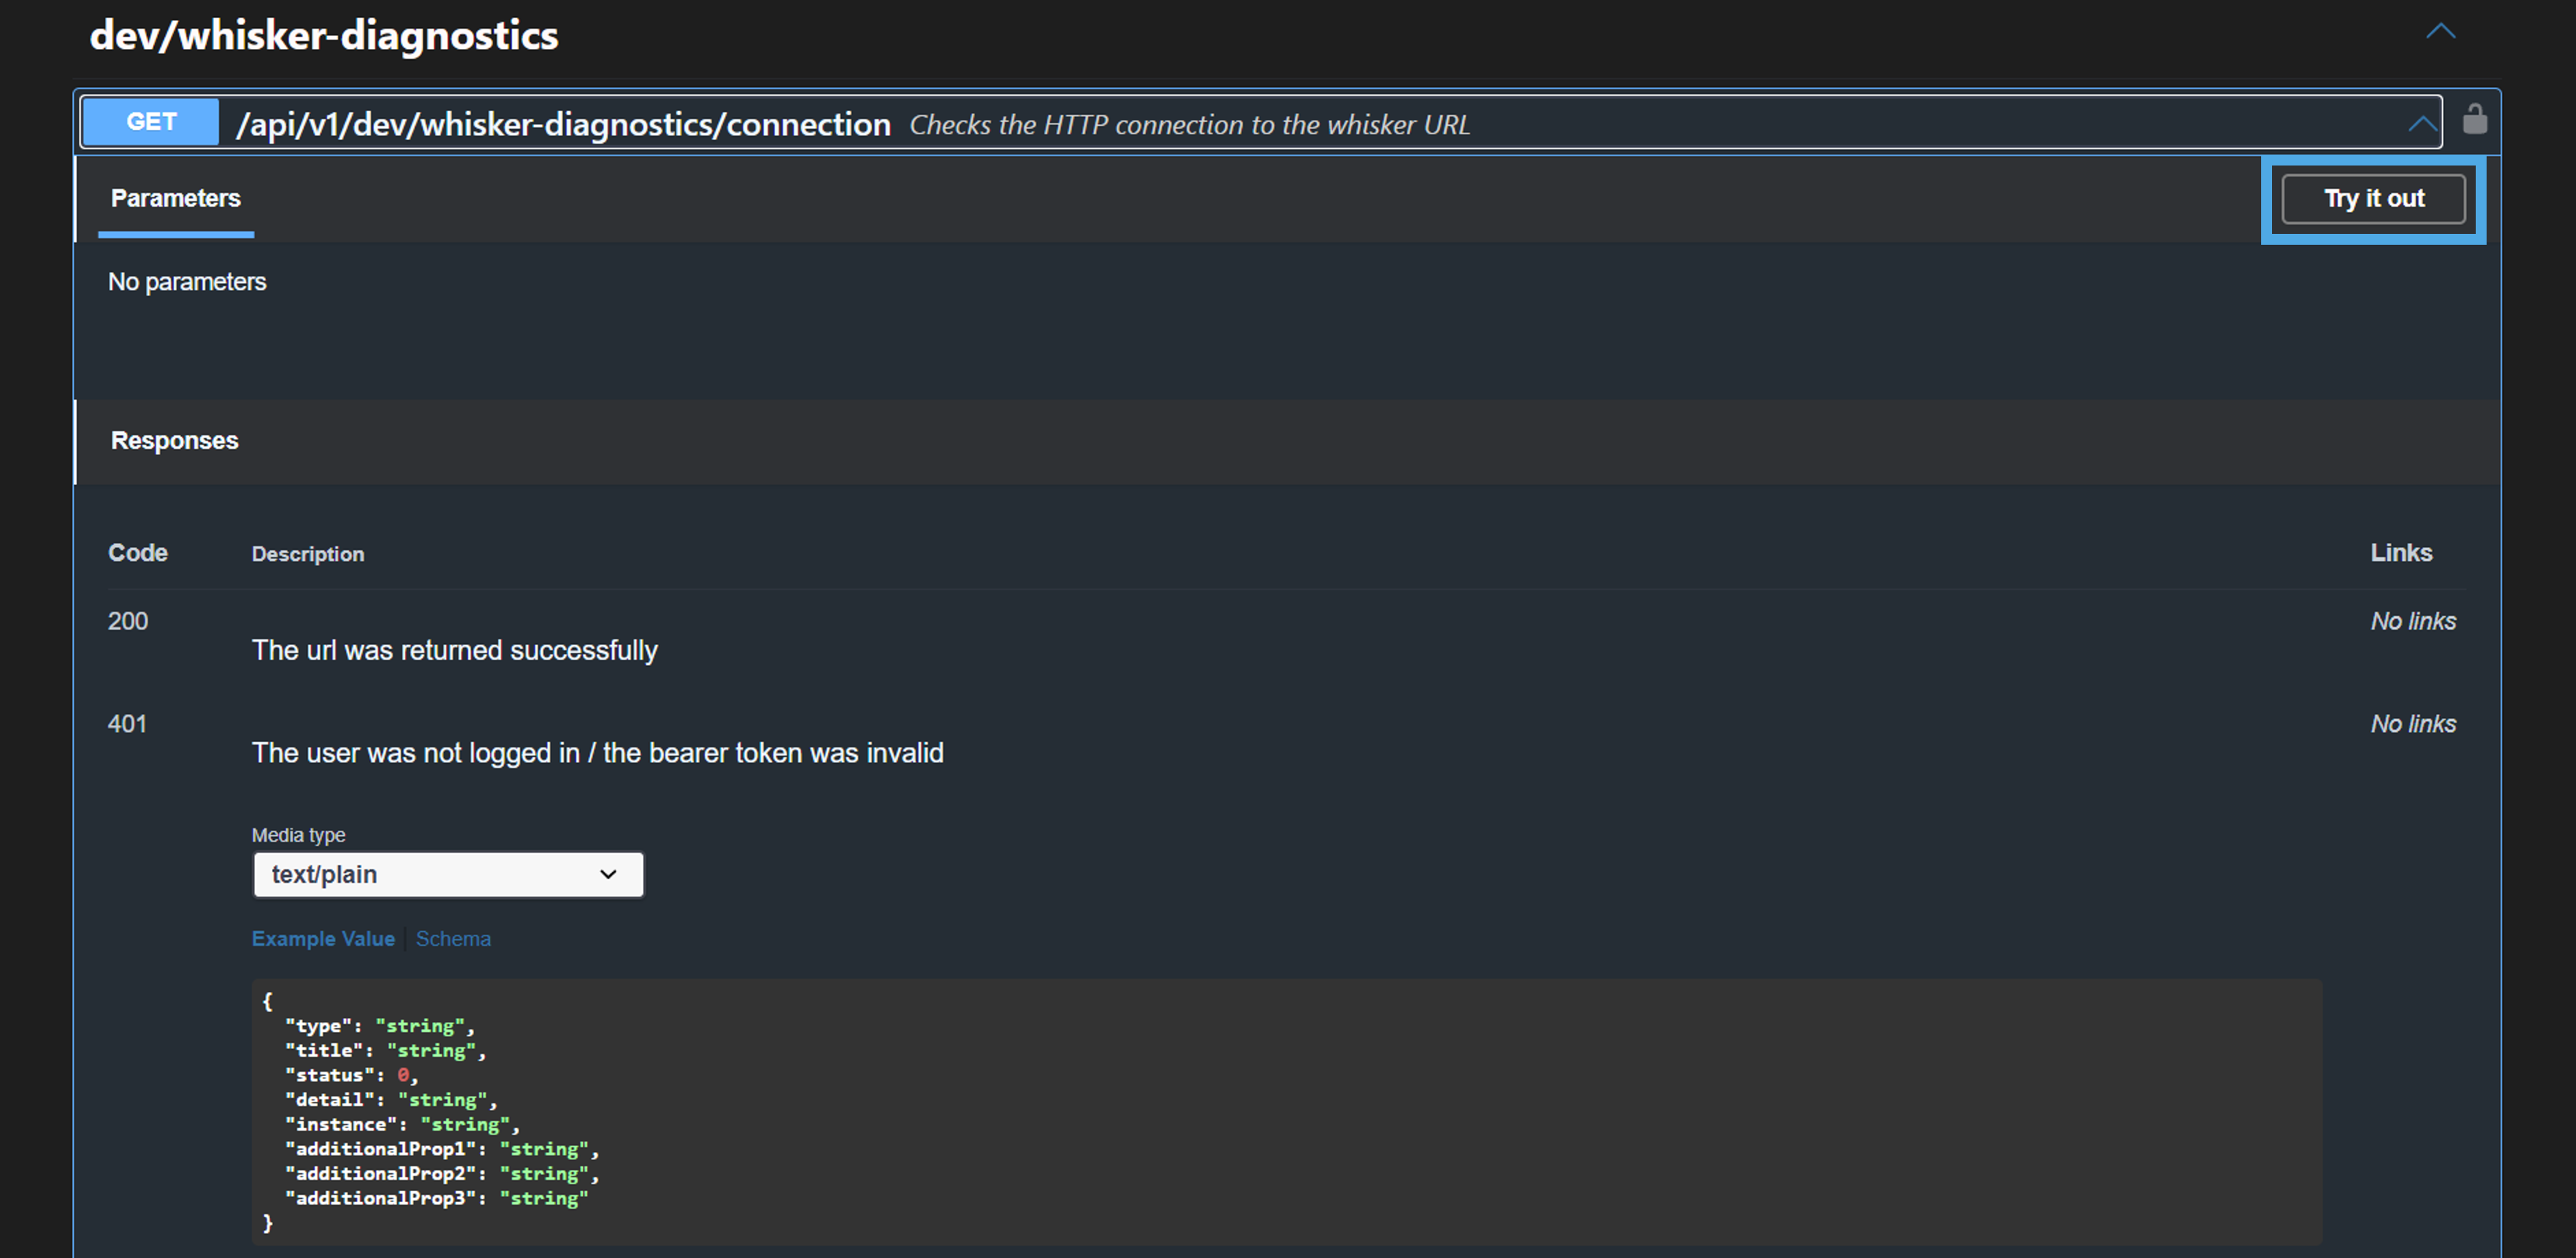 dev/whisker-diagnostics
GET /api/v1/dev/whisker-diagnostics/connection Checks the HTTP connection to the whisker URL
Parameters Try it out
No parameters
Responses
Code Description Links
200 No links
The url was returned successfully
401 No links
The user was not logged in / the bearer token was invalid
Media type
text/plain
Example Value Schema
{
"type": "string",
"title": "string",
"status": 0,
"detail": "string",
"instance": "string",
"additionalProp1": "string",
"additionalProp2": "string",
"additionalProp3": "string"
}